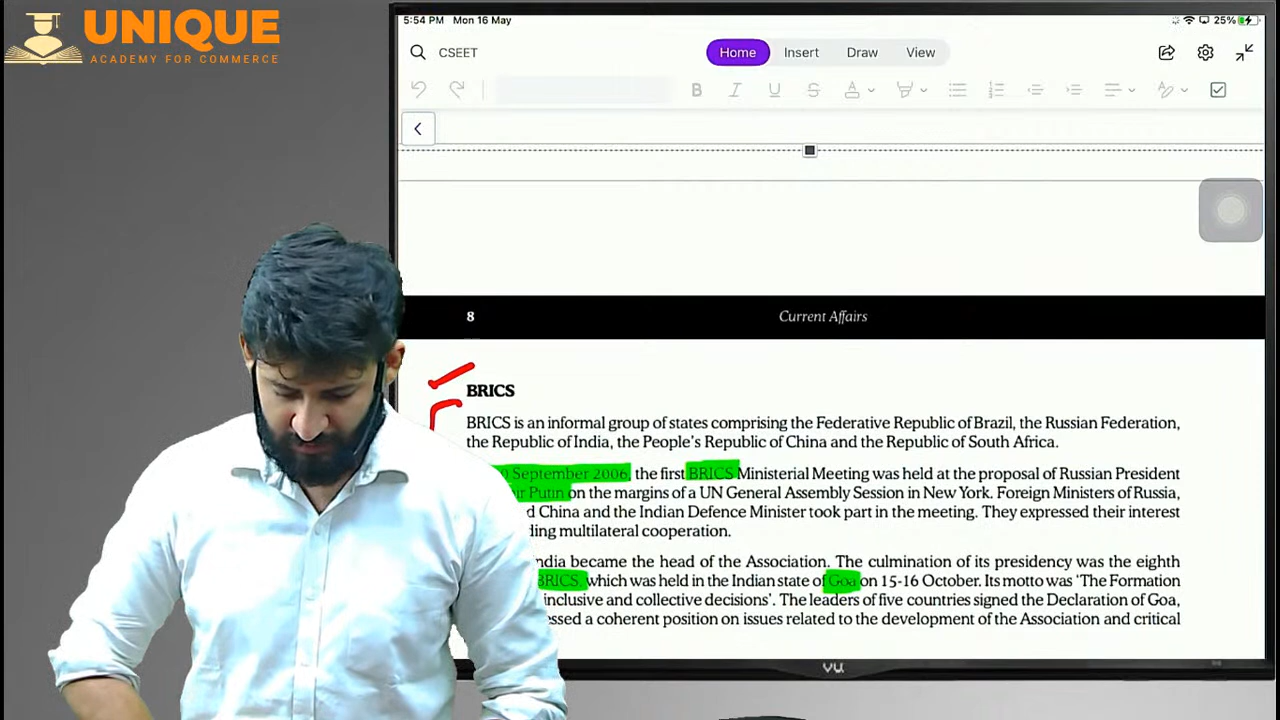 UNIQUE
ACADEMY FOR COMMERCE
5:54 PM Mon 16 May
25%
CSEET
Home Insert Draw View
8 Current Affairs
BRICS
BRICS is an informal group of states comprising the Federative Republic of Brazil, the Russian Federation,
the Republic of India, the People's Republic of China and the Republic of South Africa.
September 2006, the first BRICS Ministerial Meeting was held at the proposal of Russian President
Putin on the margins of a UN General Assembly Session in New York. Foreign Ministers of Russia,
China and the Indian Defence Minister took part in the meeting. They expressed their interest
multilateral cooperation.
became the head of the Association. The culmination of its presidency was the eighth
BRICS, which was held in the Indian state of Goa on 15-16 October. Its motto was 'The Formation
inclusive and collective decisions'. The leaders of five countries signed the Declaration of Goa,
a coherent position on issues related to the development of the Association and critical
vu